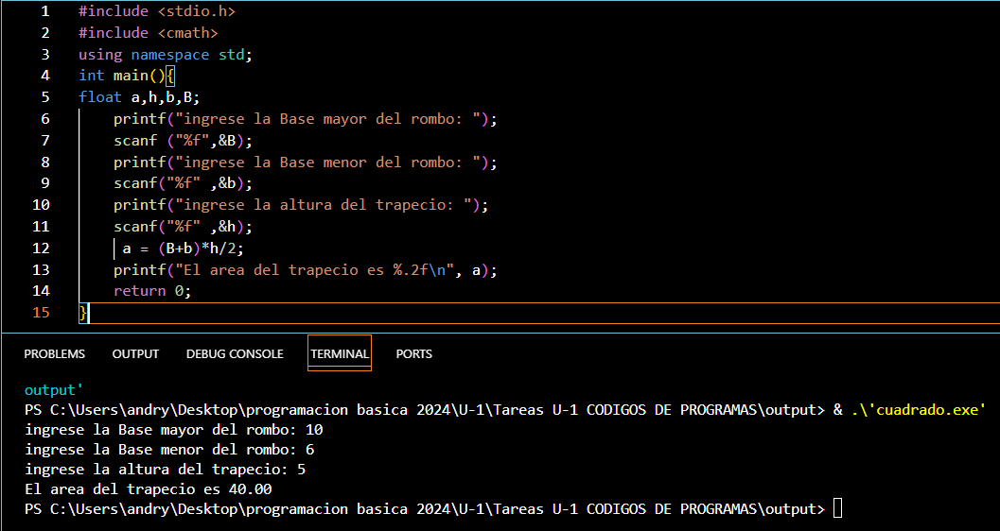 1 #include <stdio.h>
2 #include <cmath>
3 using namespace std;
4 int main(){
5 float a,h,b,B;
6 printf("ingrese la Base mayor del rombo: ");
7 scanf ("%f",&B);
8 printf("ingrese la Base menor del rombo: ");
9 scanf("%f" ,&b);
10 printf("ingrese la altura del trapecio: ");
11 scanf("%f" ,&h);
12 a = (B+b)*h/2;
13 printf("El area del trapecio es %.2f\n", a);
14 return 0;
15 }
PROBLEMS OUTPUT DEBUG CONSOLE TERMINAL PORTS
output'
PS C:\Users\andry\Desktop\programacion basica 2024\U-1\Tareas U-1 CODIGOS DE PROGRAMAS\output> & .\'cuadrado.exe'
ingrese la Base mayor del rombo: 10
ingrese la Base menor del rombo: 6
ingrese la altura del trapecio: 5
El area del trapecio es 40.00
PS C:\Users\andry\Desktop\programacion basica 2024\U-1\Tareas U-1 CODIGOS DE PROGRAMAS\output>